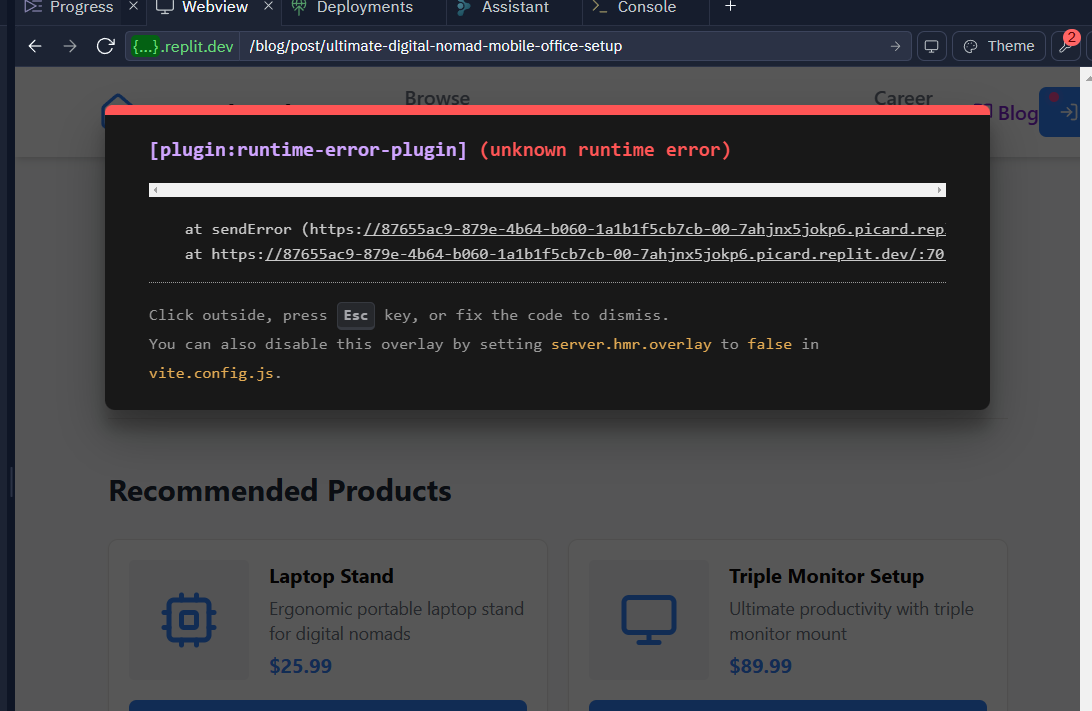 Progress
Webview
Deployments
Assistant
Console
{...}.replit.dev
/blog/post/ultimate-digital-nomad-mobile-office-setup
Theme
2
Browse
Career
Blog
[plugin:runtime-error-plugin] (unknown runtime error)
at sendError (https://87655ac9-879e-4b64-b060-1a1b1f5cb7cb-00-7ahjnx5jokp6.picard.rep
at https://87655ac9-879e-4b64-b060-1a1b1f5cb7cb-00-7ahjnx5jokp6.picard.replit.dev/:70
Click outside, press Esc key, or fix the code to dismiss.
You can also disable this overlay by setting server.hmr.overlay to false in
vite.config.js.
Recommended Products
Laptop Stand
Ergonomic portable laptop stand
for digital nomads
$25.99
Triple Monitor Setup
Ultimate productivity with triple
monitor mount
$89.99